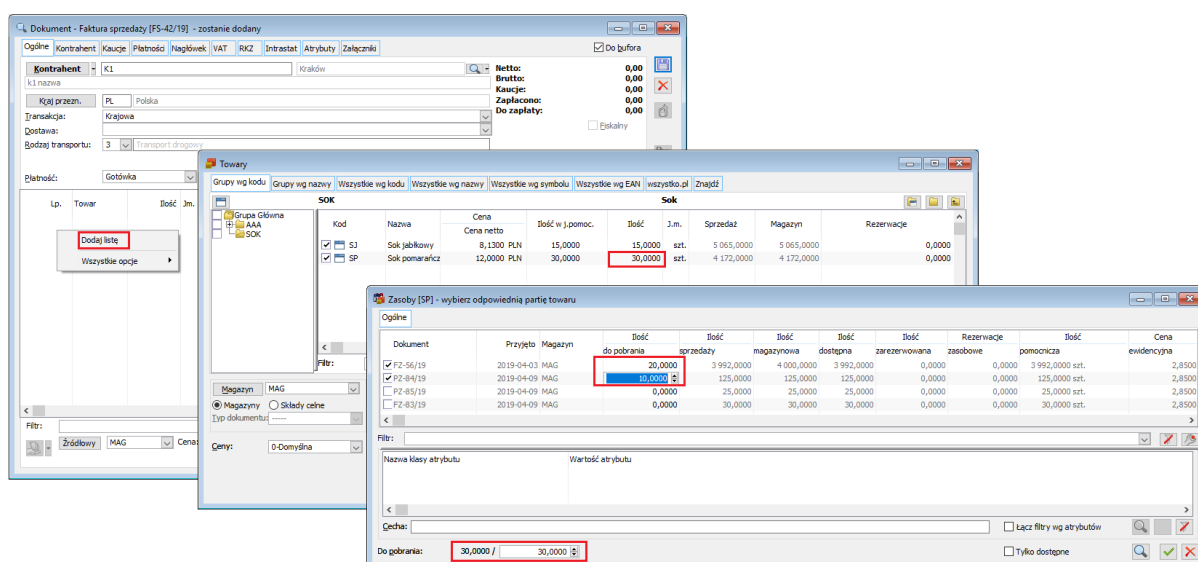 Dokument - Faktura sprzedaży [FS-42/19] - zostanie dodany
Ogólne Kontrahent Kaucje Płatności Nagłówek VAT RKZ Intrastat Atrybuty Załączniki Do bufora
Kontrahent K1 Kraków Netto: 0,00
k1 nazwa Brutto: 0,00
Kaucje: 0,00
Kraj przezn. PL Polska Zapłacono: 0,00
Transakcja: Krajowa Do zapłaty: 0,00
Dostawa: Fiskalny
Rodzaj transportu: 3 Transport drogowy
Płatność: Gotówka
Lp. Towar Ilość Jm.
Dodaj listę
Wszystkie opcje
Filtr:
Źródłowy MAG Cena:
Towary
Grupy wg kodu Grupy wg nazwy Wszystkie wg kodu Wszystkie wg nazwy Wszystkie wg symbolu Wszystkie wg EAN wszystko.pl Znajdź
SOK Sok
Grupa Główna
AAA
SOK
Kod Nazwa Cena Ilość w j.pomoc. Ilość J.m. Sprzedaż Magazyn Rezerwacje
Cena netto
SJ Sok jabłkowy 8,1300 PLN 15,0000 15,0000 szt. 5 065,0000 5 065,0000 0,0000
SP Sok pomarańcz 12,0000 PLN 30,0000 30,0000 szt. 4 172,0000 4 172,0000 0,0000
Filtr:
Magazyn MAG
Magazyny Składy celne
Typ dokumentu: -----
Ceny: 0-Domyślna
Zasoby [SP] - wybierz odpowiednią partię towaru
Ogólne
Dokument Przyjęto Magazyn Ilość Ilość Ilość Ilość Ilość Rezerwacje Ilość Cena
do pobrania sprzedaży magazynowa dostępna zarezerwowana zasobowe pomocnicza ewidencyjna
FZ-56/19 2019-04-03 MAG 20,0000 3 992,0000 4 000,0000 3 992,0000 0,0000 0,0000 3 992,0000 szt. 2,8500
PZ-84/19 2019-04-09 MAG 10,0000 125,0000 125,0000 125,0000 0,0000 0,0000 125,0000 szt. 2,8500
PZ-85/19 2019-04-09 MAG 0,0000 25,0000 25,0000 25,0000 0,0000 0,0000 25,0000 szt. 2,8500
FZ-83/19 2019-04-09 MAG 0,0000 30,0000 30,0000 30,0000 0,0000 0,0000 30,0000 szt. 2,8500
Filtr:
Nazwa klasy atrybutu Wartość atrybutu
Cecha: Łącz filtry wg atrybutów
Do pobrania: 30,0000 / 30,0000 Tylko dostępne